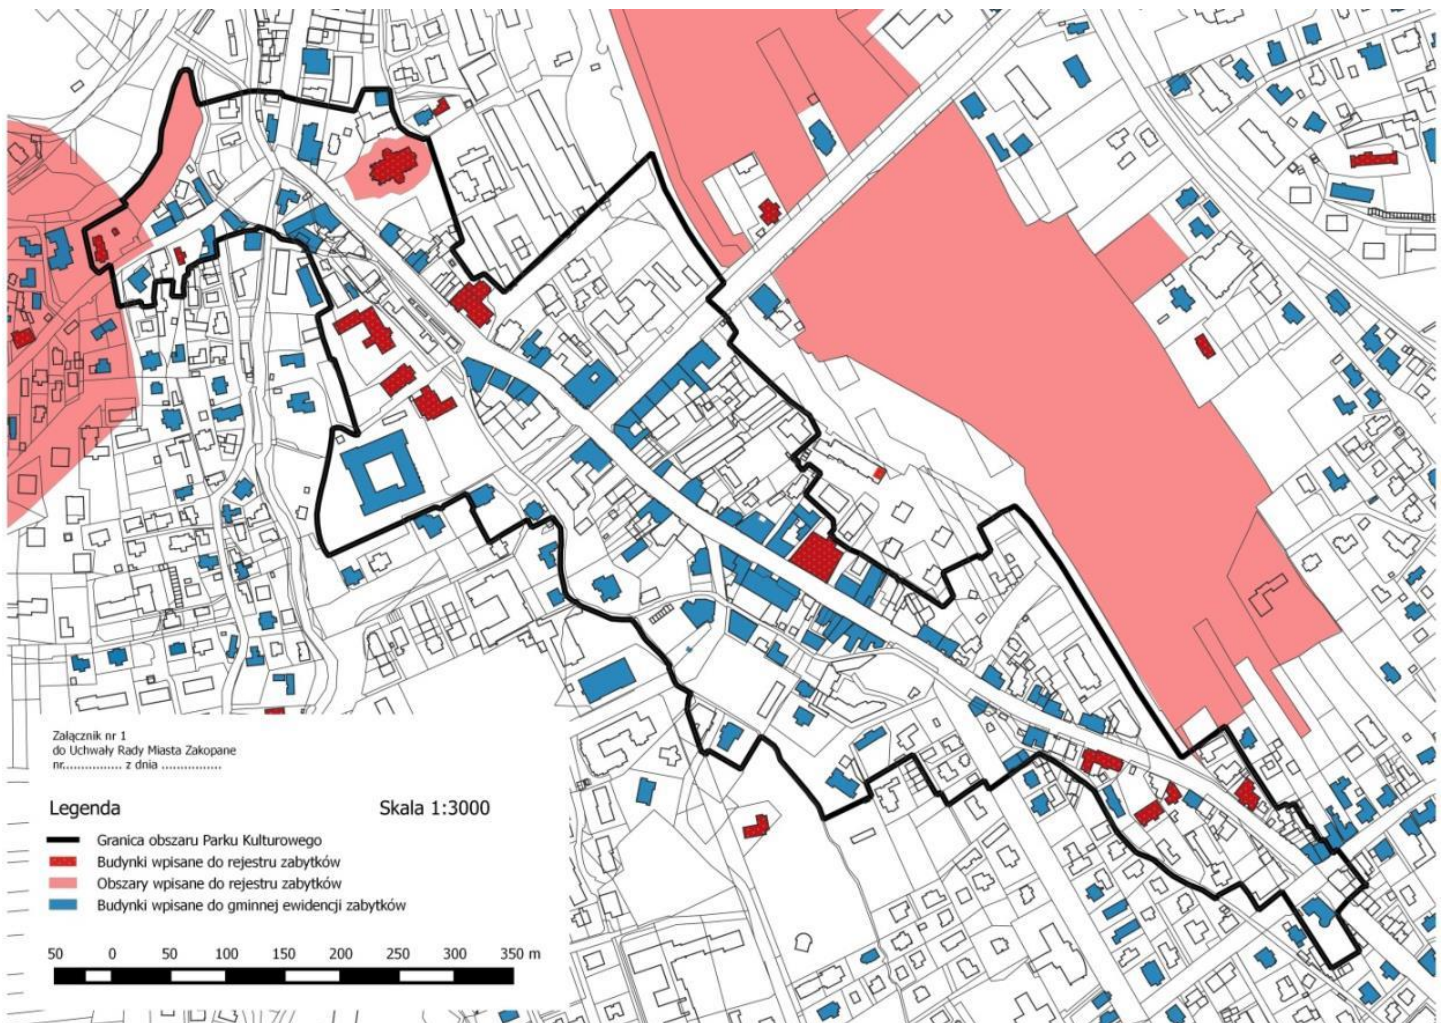 Załącznik nr 1
do Uchwały Rady Miasta Zakopane
nr................ z dnia ................
Legenda
Skala 1:3000
Granica obszaru Parku Kulturowego
Budynki wpisane do rejestru zabytków
Obszary wpisane do rejestru zabytków
Budynki wpisane do gminnej ewidencji zabytków
50 0 50 100 150 200 250 300 350 m